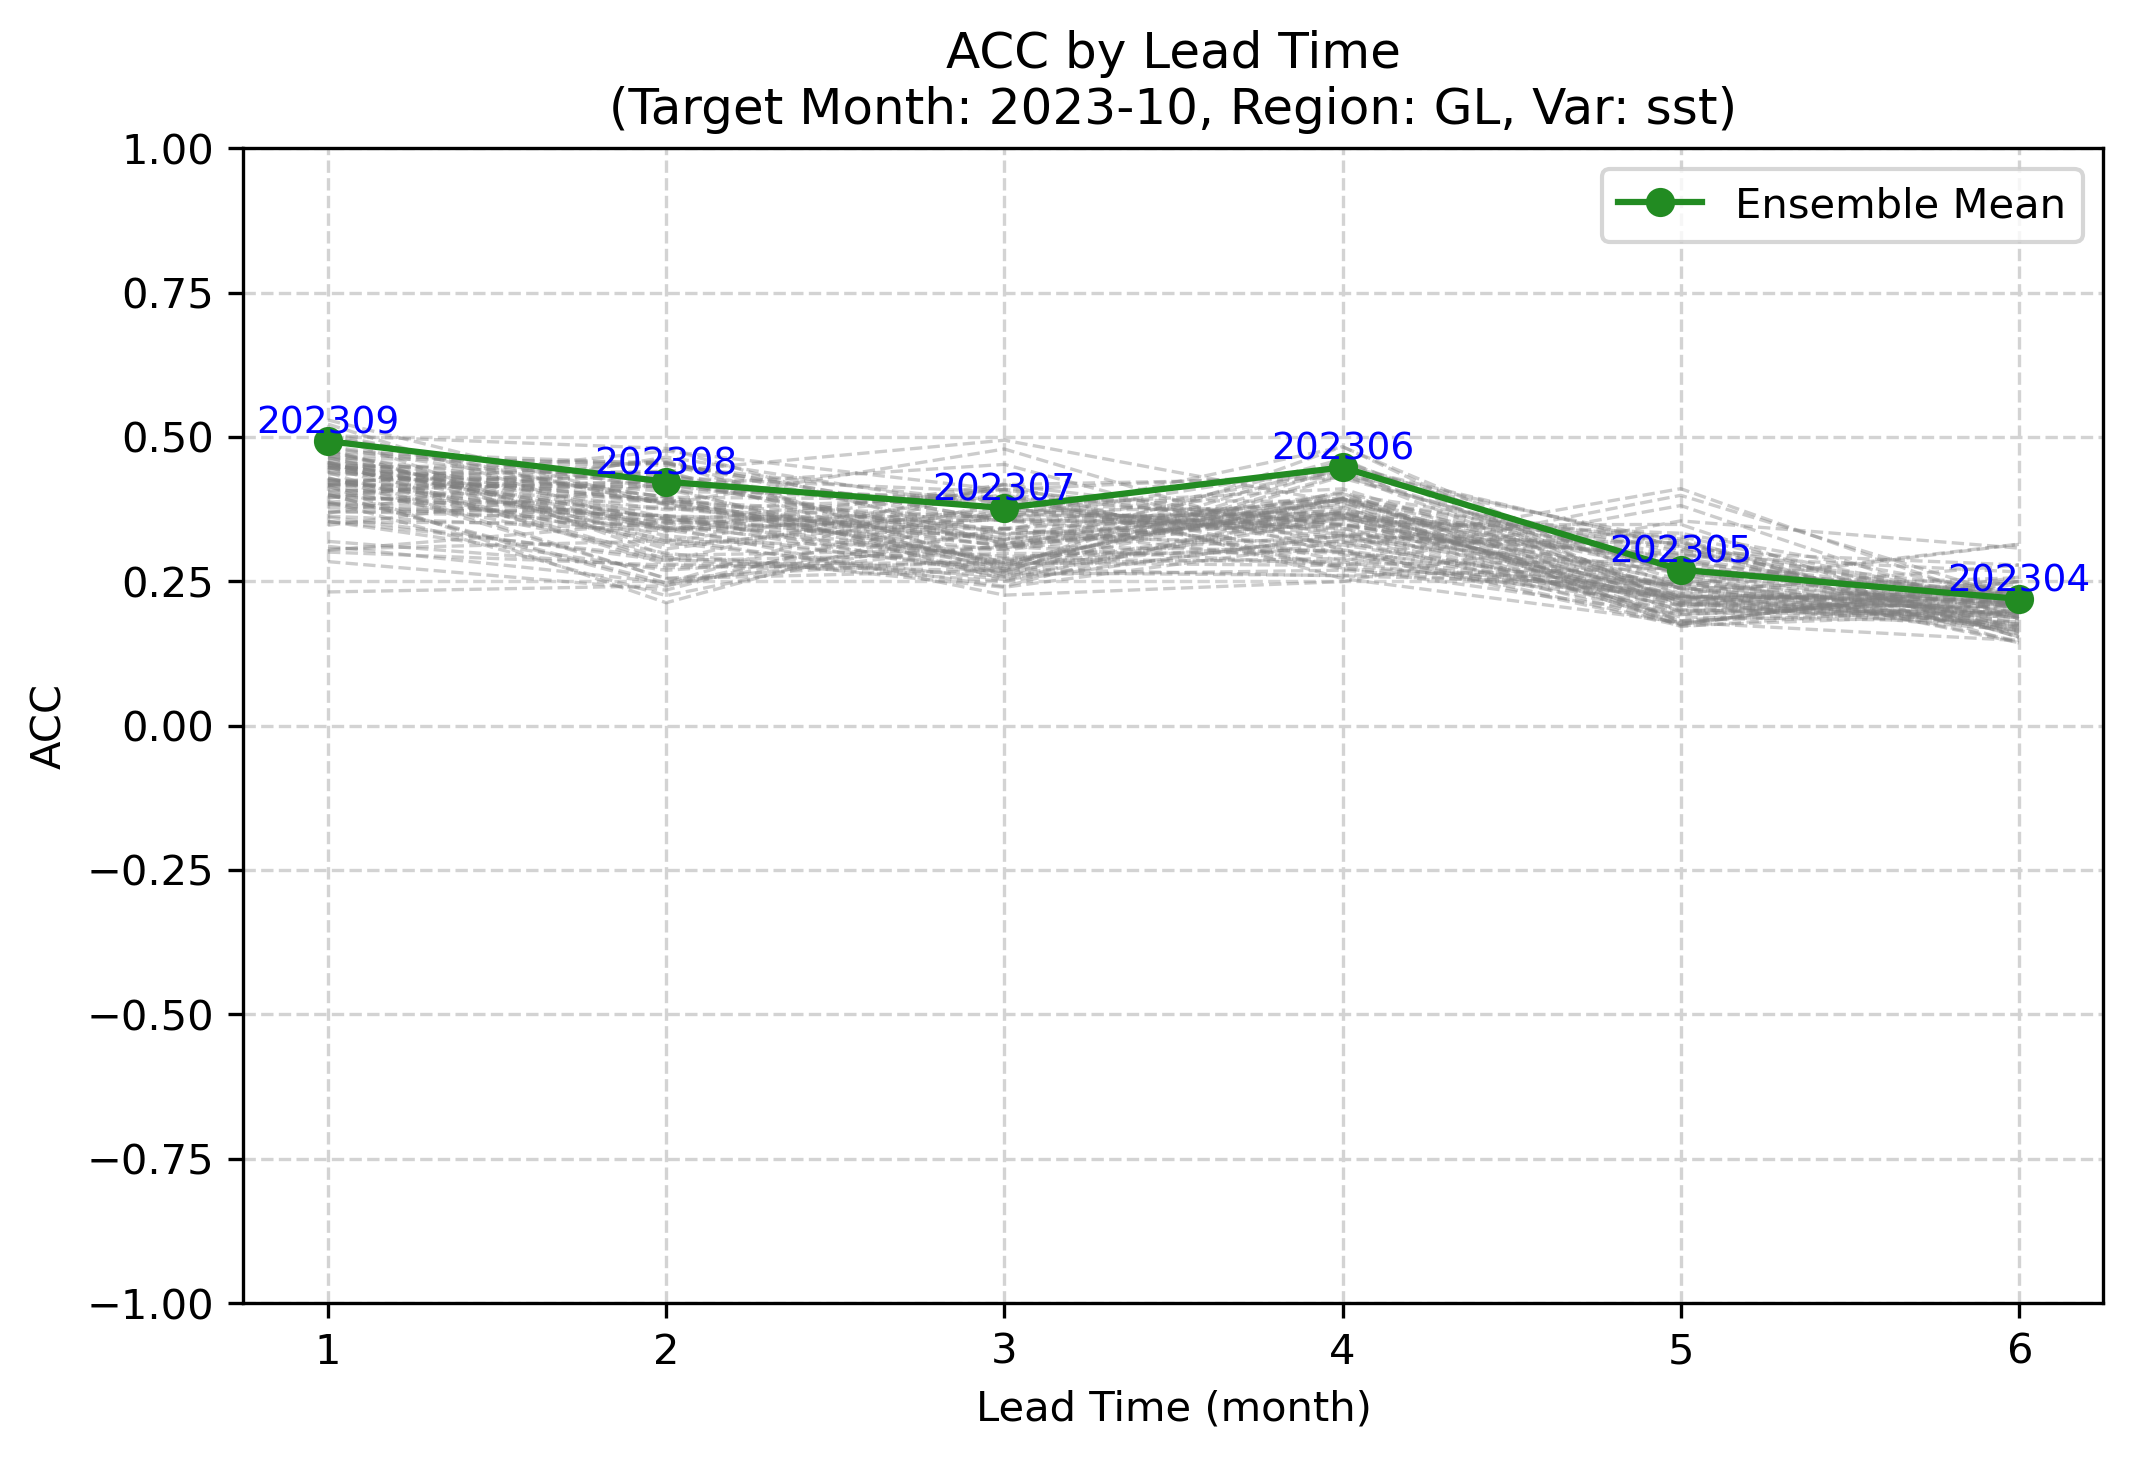 ACC by Lead Time
(Target Month: 2023-10, Region: GL, Var: sst)
1.00
0.75
0.50
0.25
0.00
−0.25
−0.50
−0.75
−1.00
ACC
Ensemble Mean
202309
202308
202307
202306
202305
202304
1 2 3 4 5 6
Lead Time (month)